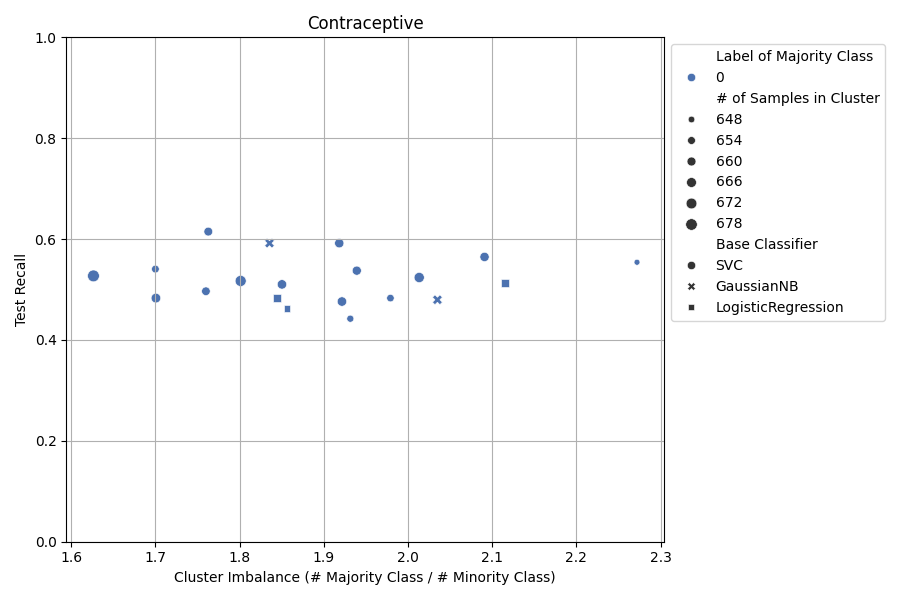 Contraceptive
Test Recall
1.0
0.8
0.6
0.4
0.2
0.0
1.6 1.7 1.8 1.9 2.0 2.1 2.2 2.3
Cluster Imbalance (# Majority Class / # Minority Class)
Label of Majority Class
0
# of Samples in Cluster
648
654
660
666
672
678
Base Classifier
SVC
GaussianNB
LogisticRegression